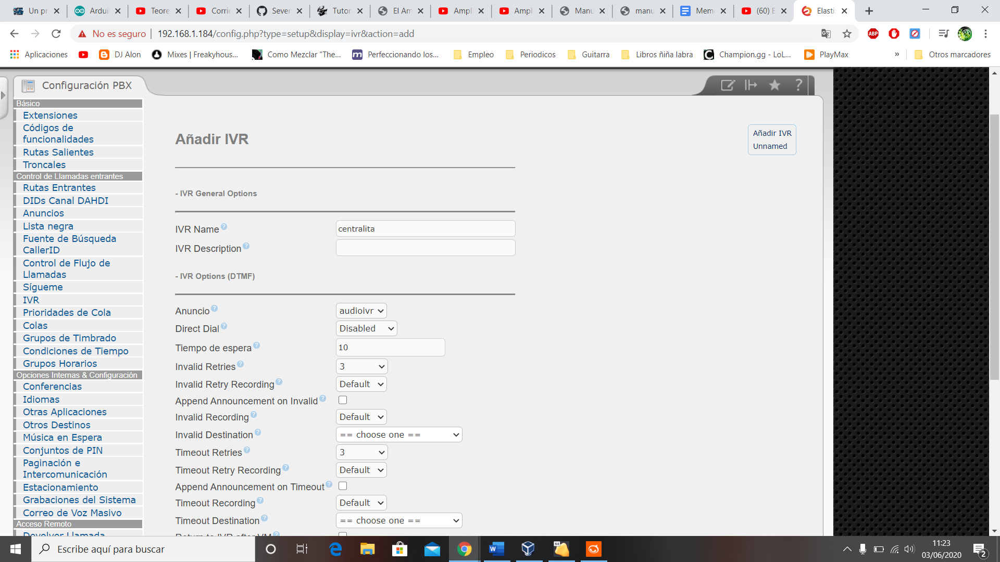 Un pr
Ardui
Teore
Corrie
Sever
Tutor
El Am
Ampl
Ampl
Manu
manu
Mem
(60) E
Elasti
No es seguro
192.168.1.184/config.php?type=setup&display=ivr&action=add
Aplicaciones
DJ Alon
Mixes | Freakyhous...
Como Mezclar "The...
Perfeccionando los...
Empleo
Periodicos
Guitarra
Libros ñiña labra
Champion.gg - LoL...
PlayMax
»
Otros marcadores
Configuración PBX
Básico
Extensiones
Códigos de
funcionalidades
Rutas Salientes
Troncales
Control de Llamadas entrantes
Rutas Entrantes
DIDs Canal DAHDI
Anuncios
Lista negra
Fuente de Búsqueda
CallerID
Control de Flujo de
Llamadas
Sígueme
IVR
Prioridades de Cola
Colas
Grupos de Timbrado
Condiciones de Tiempo
Grupos Horarios
Opciones Internas & Configuración
Conferencias
Idiomas
Otras Aplicaciones
Otros Destinos
Música en Espera
Conjuntos de PIN
Paginación e
Intercomunicación
Estacionamiento
Grabaciones del Sistema
Correo de Voz Masivo
Acceso Remoto
Devolver Llamada
Añadir IVR
Añadir IVR
Unnamed
- IVR General Options
IVR Name
centralita
IVR Description
- IVR Options (DTMF)
Anuncio
audioivr
Direct Dial
Disabled
Tiempo de espera
10
Invalid Retries
3
Invalid Retry Recording
Default
Append Announcement on Invalid
Invalid Recording
Default
Invalid Destination
== choose one ==
Timeout Retries
3
Timeout Retry Recording
Default
Append Announcement on Timeout
Timeout Recording
Default
Timeout Destination
== choose one ==
Return to IVR after VM
Escribe aquí para buscar
11:23
03/06/2020
2